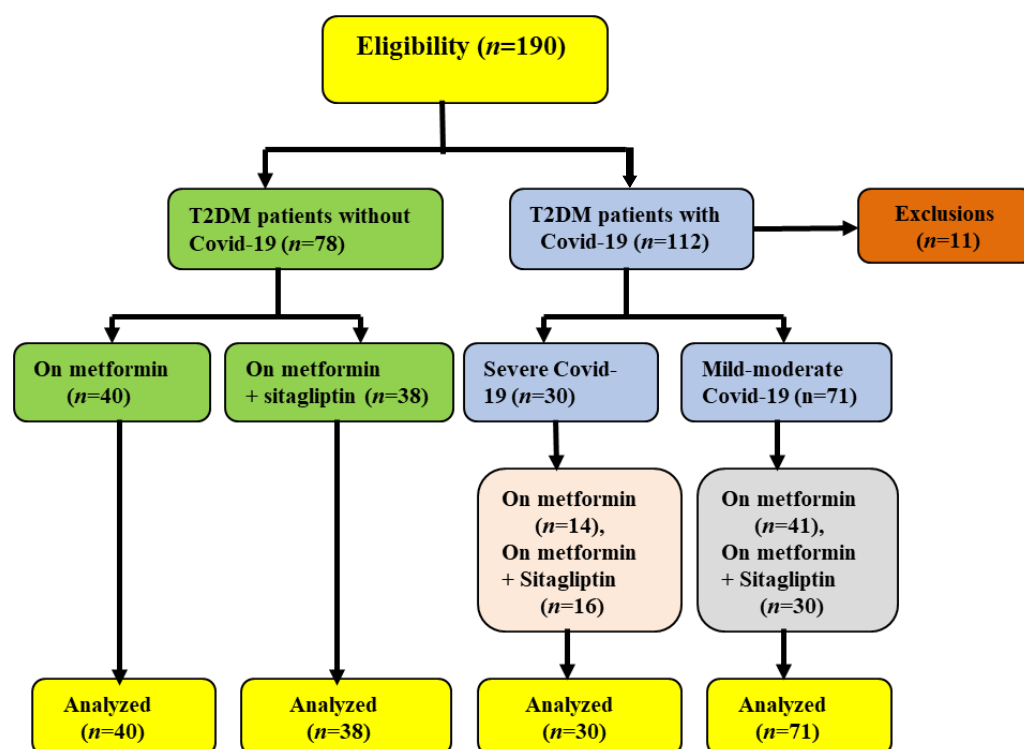 Eligibility (n=190)
T2DM patients without
Covid-19 (n=78)
T2DM patients with
Covid-19 (n=112)
Exclusions
(n=11)
On metformin
(n=40)
On metformin
+ sitagliptin (n=38)
Severe Covid-
19 (n=30)
Mild-moderate
Covid-19 (n=71)
On metformin
(n=14),
On metformin
+ Sitagliptin
(n=16)
On metformin
(n=41),
On metformin
+ Sitagliptin
(n=30)
Analyzed
(n=40)
Analyzed
(n=38)
Analyzed
(n=30)
Analyzed
(n=71)